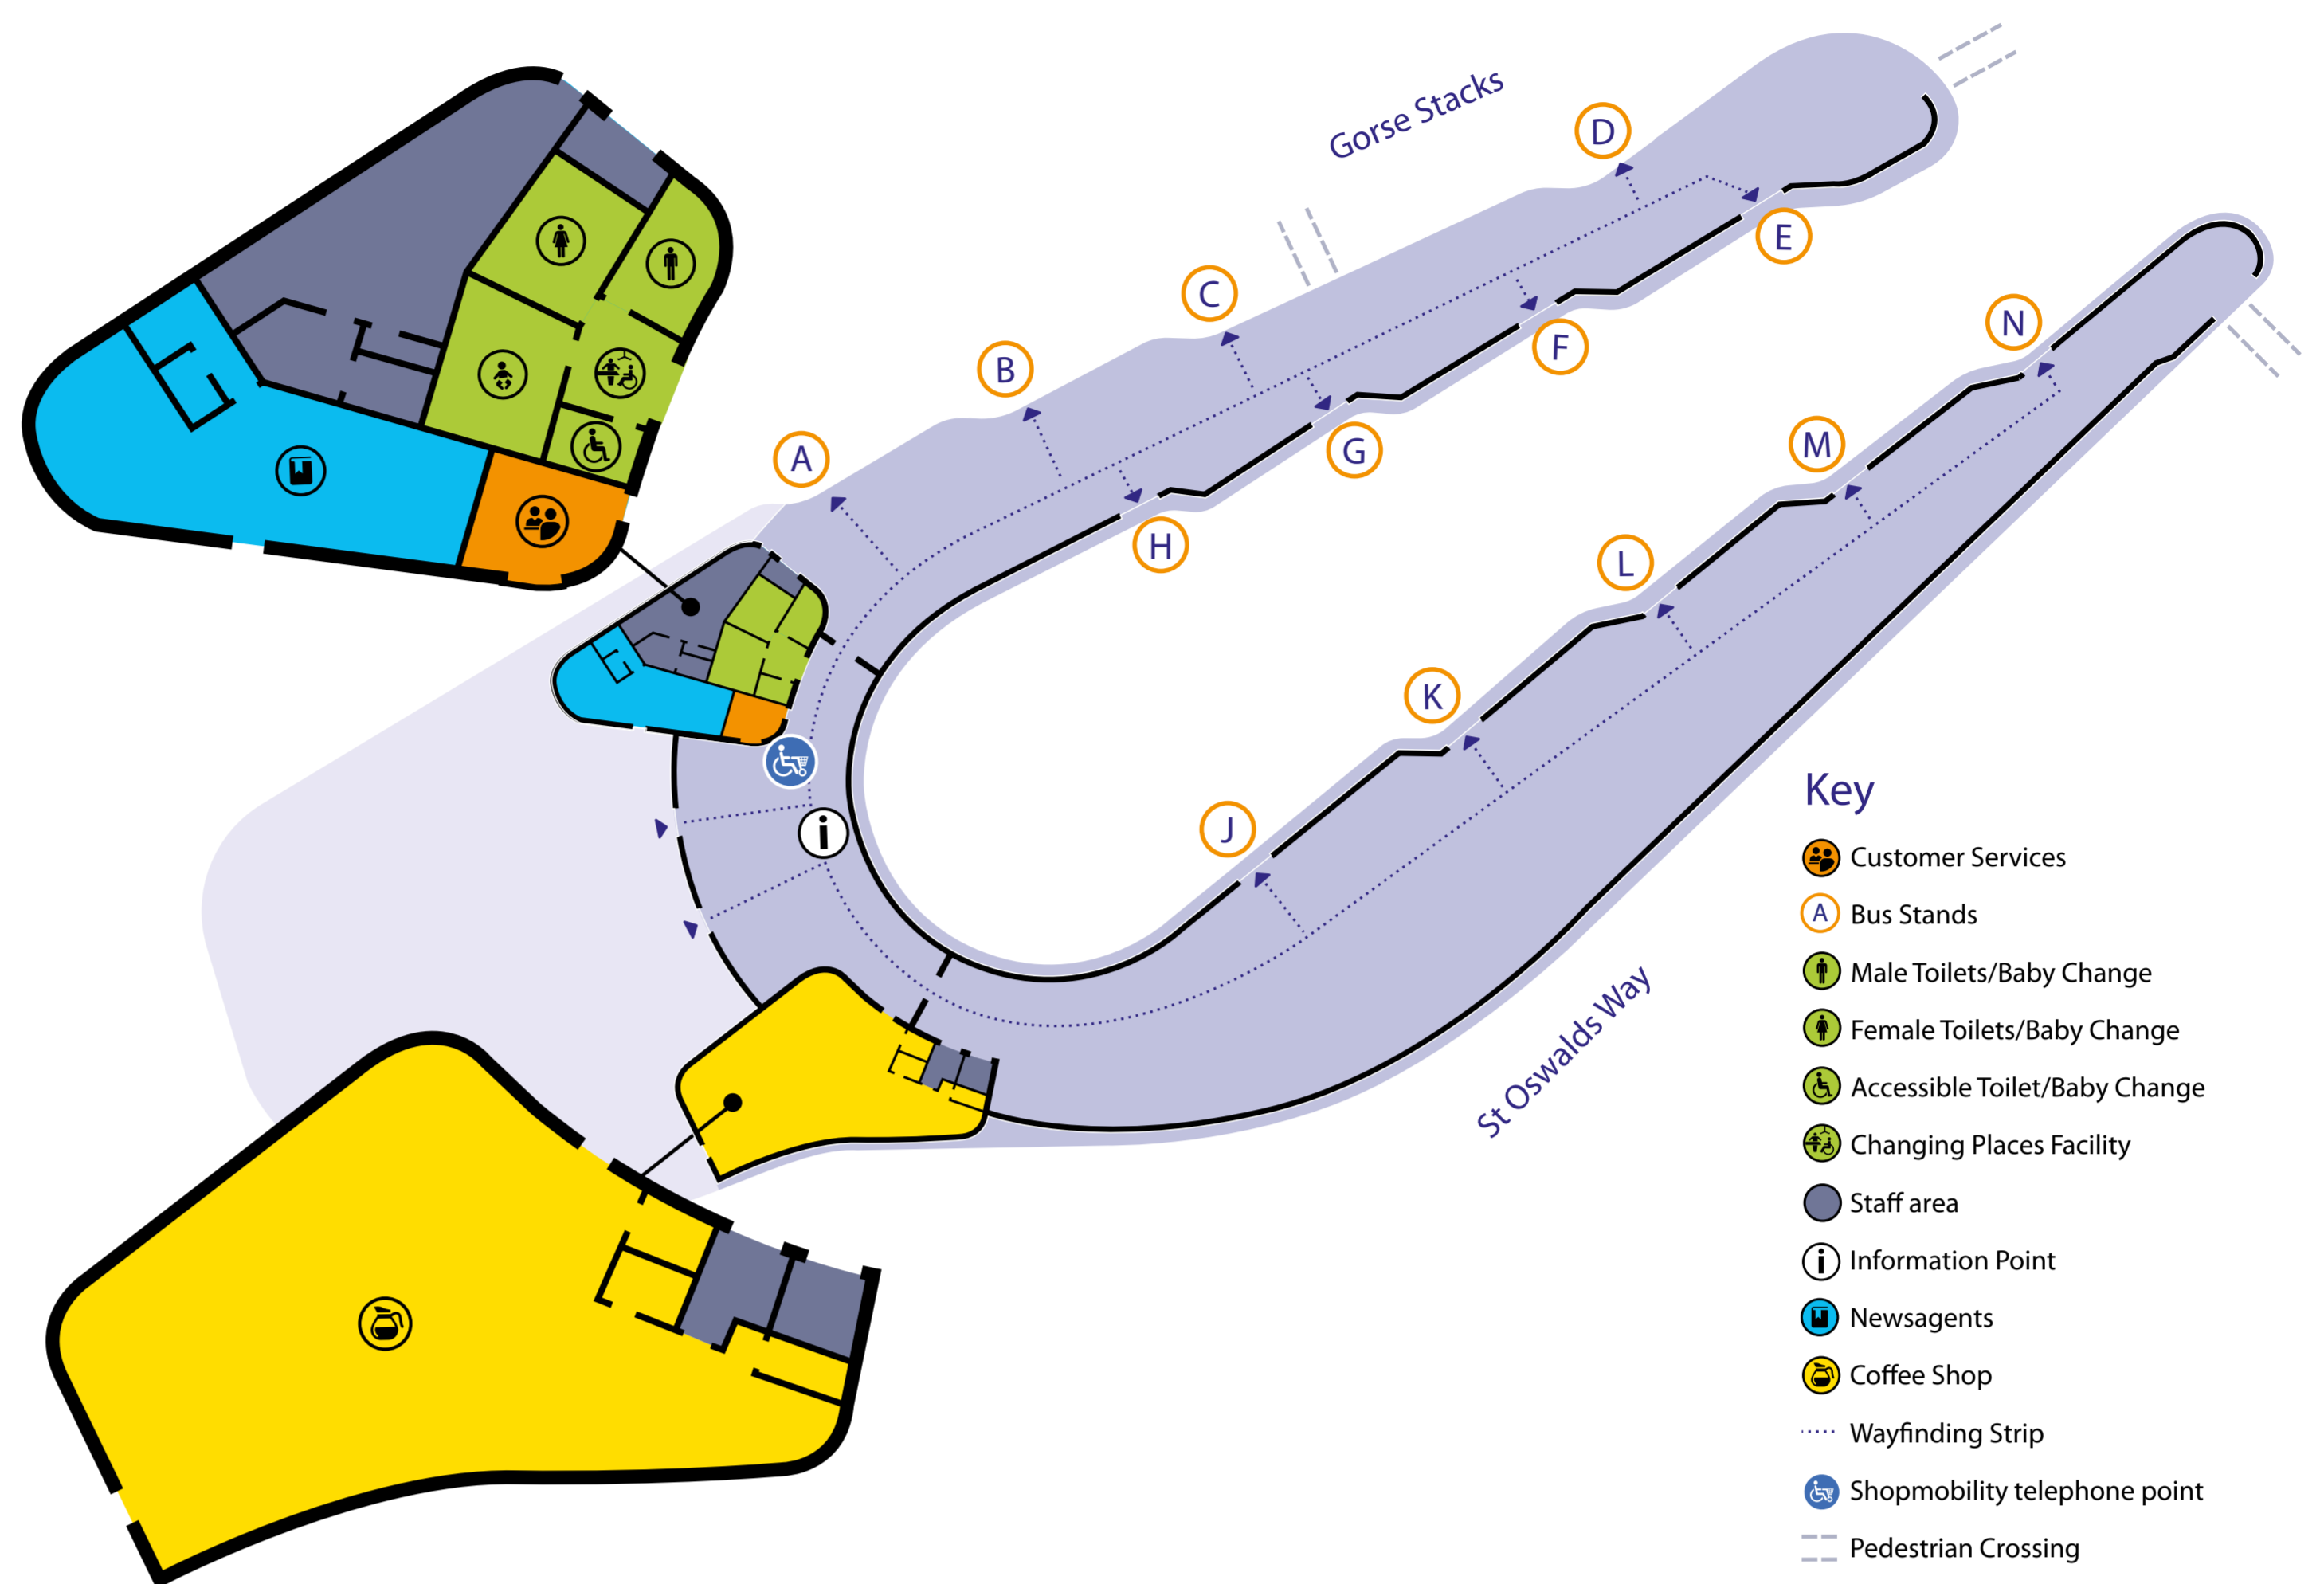 Gorse Stacks
D
E
C
F
N
B
G
M
A
H
L
K
J
i
St Oswalds Way
Key
Customer Services
A Bus Stands
Male Toilets/Baby Change
Female Toilets/Baby Change
Accessible Toilet/Baby Change
Changing Places Facility
Staff area
i Information Point
Newsagents
Coffee Shop
Wayfinding Strip
Shopmobility telephone point
Pedestrian Crossing